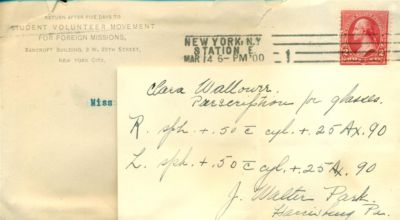 RETURN AFTER FIVE DAYS TO
STUDENT VOLUNTEER MOVEMENT
FOR FOREIGN MISSIONS,
BANCROFT BUILDING, 3 W. 29TH STREET,
NEW YORK CITY.
NEW YORK, N.Y.
STATION E
MAR 14 6-PM '00
1
Miss
Clara Wallower.
Perscription for glasses.
R. sph. +.50 c̄ cyl. +.25 Ax. 90
L. sph. +.50 c̄ cyl. +.25 Ax. 90
J. Walter Park.
Harrisburg Pa.